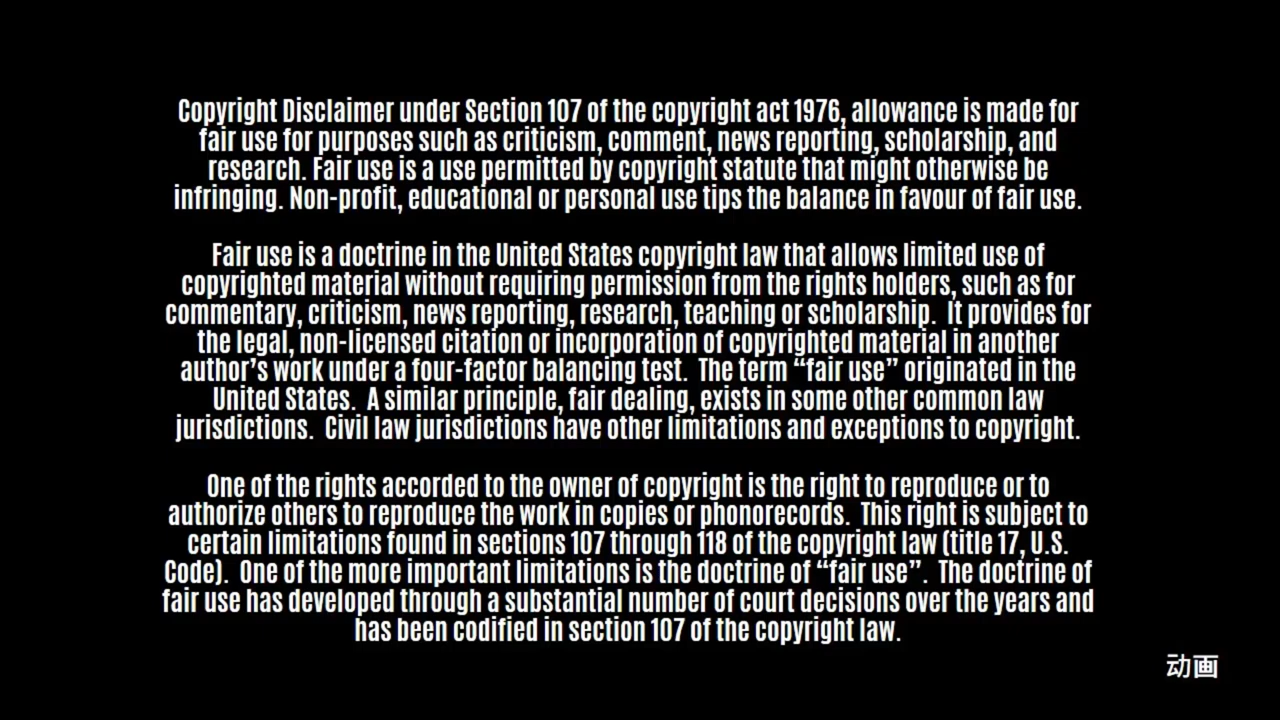 Copyright Disclaimer under Section 107 of the copyright act 1976, allowance is made for
fair use for purposes such as criticism, comment, news reporting, scholarship, and
research. Fair use is a use permitted by copyright statute that might otherwise be
infringing. Non-profit, educational or personal use tips the balance in favour of fair use.
Fair use is a doctrine in the United States copyright law that allows limited use of
copyrighted material without requiring permission from the rights holders, such as for
commentary, criticism, news reporting, research, teaching or scholarship.  It provides for
the legal, non-licensed citation or incorporation of copyrighted material in another
author’s work under a four-factor balancing test.  The term “fair use” originated in the
United States.  A similar principle, fair dealing, exists in some other common law
jurisdictions.  Civil law jurisdictions have other limitations and exceptions to copyright.
One of the rights accorded to the owner of copyright is the right to reproduce or to
authorize others to reproduce the work in copies or phonorecords.  This right is subject to
certain limitations found in sections 107 through 118 of the copyright law (title 17, U.S.
Code).  One of the more important limitations is the doctrine of “fair use”.  The doctrine of
fair use has developed through a substantial number of court decisions over the years and
has been codified in section 107 of the copyright law.
动画